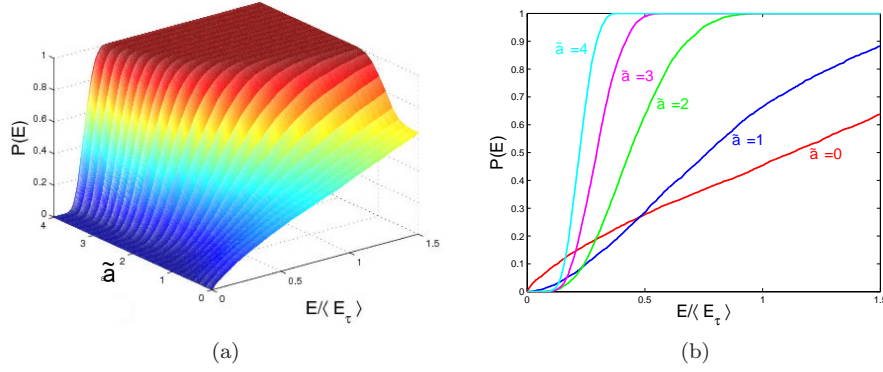 P(E)
1
0.8
0.6
0.4
0.2
0
4
3
2
1
0
ã
0
0.5
1
1.5
E/⟨ E_τ ⟩
(a)
P(E)
1
0.9
0.8
0.7
0.6
0.5
0.4
0.3
0.2
0.1
0
0
0.5
1
1.5
ã =4
ã =3
ã =2
ã =1
ã =0
E/⟨ E_τ ⟩
(b)